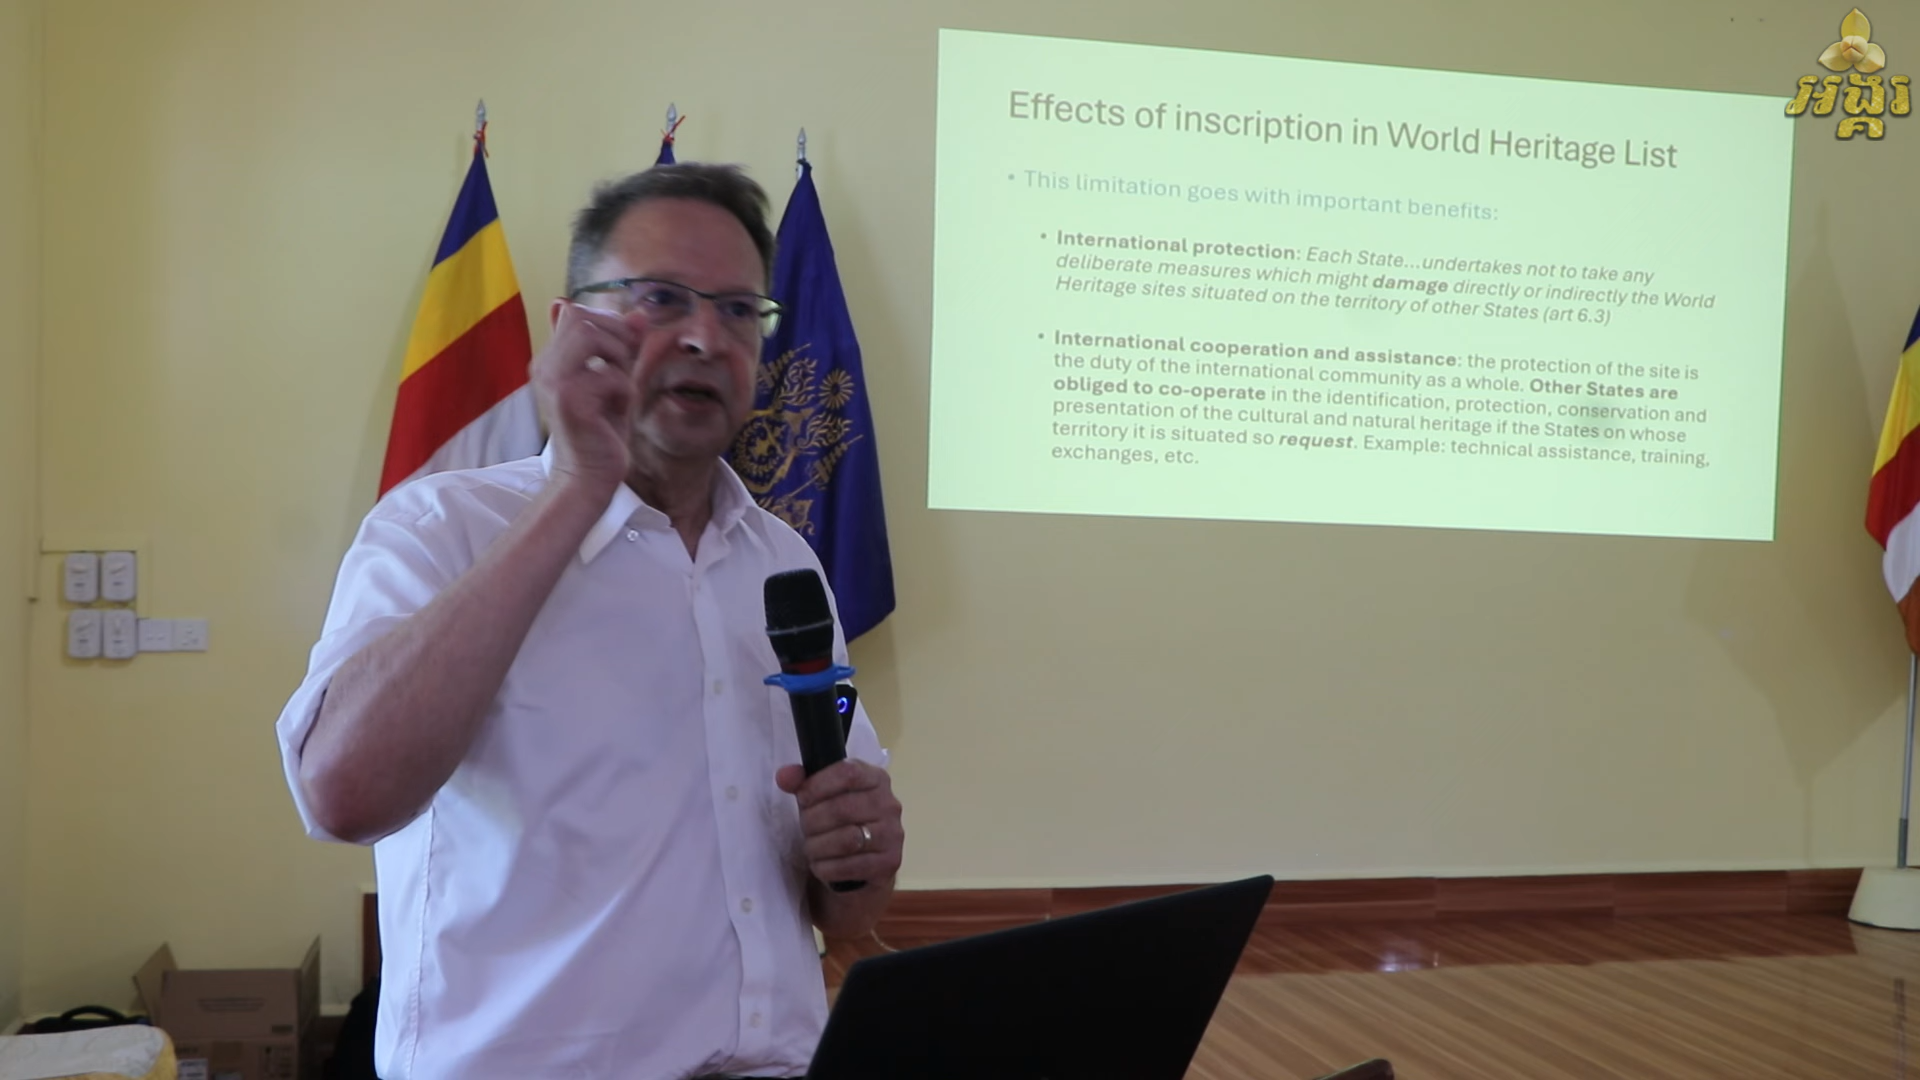 អង្គរ
Effects of inscription in World Heritage List
• This limitation goes with important benefits:
• International protection: Each State...undertakes not to take any
deliberate measures which might damage directly or indirectly the World
Heritage sites situated on the territory of other States (art 6.3)
• International cooperation and assistance: the protection of the site is
the duty of the international community as a whole. Other States are
obliged to co-operate in the identification, protection, conservation and
presentation of the cultural and natural heritage if the States on whose
territory it is situated so request. Example: technical assistance, training,
exchanges, etc.